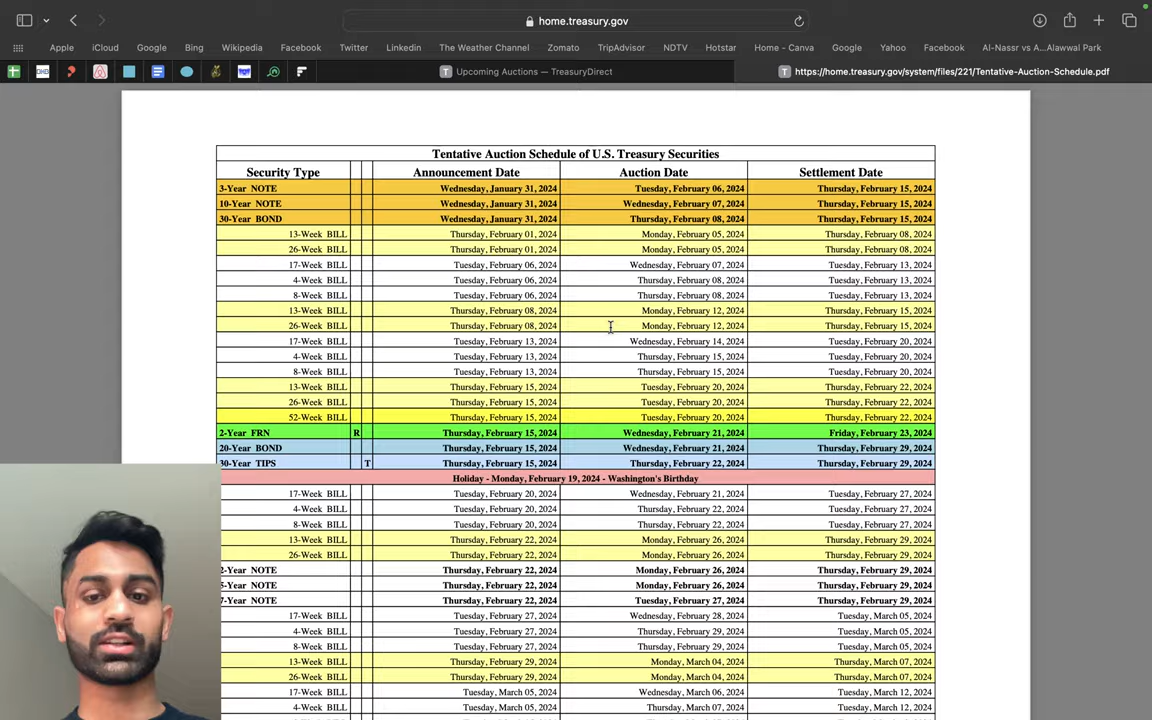 home.treasury.gov
Apple iCloud Google Bing Wikipedia Facebook Twitter Linkedin The Weather Channel Zomato TripAdvisor NDTV Hotstar Home - Canva Google Yahoo Facebook Al-Nassr vs A...Alawwal Park
Upcoming Auctions — TreasuryDirect
https://home.treasury.gov/system/files/221/Tentative-Auction-Schedule.pdf
Tentative Auction Schedule of U.S. Treasury Securities
Security Type Announcement Date Auction Date Settlement Date
3-Year NOTE Wednesday, January 31, 2024 Tuesday, February 06, 2024 Thursday, February 15, 2024
10-Year NOTE Wednesday, January 31, 2024 Wednesday, February 07, 2024 Thursday, February 15, 2024
30-Year BOND Wednesday, January 31, 2024 Thursday, February 08, 2024 Thursday, February 15, 2024
13-Week BILL Thursday, February 01, 2024 Monday, February 05, 2024 Thursday, February 08, 2024
26-Week BILL Thursday, February 01, 2024 Monday, February 05, 2024 Thursday, February 08, 2024
17-Week BILL Tuesday, February 06, 2024 Wednesday, February 07, 2024 Tuesday, February 13, 2024
4-Week BILL Tuesday, February 06, 2024 Thursday, February 08, 2024 Tuesday, February 13, 2024
8-Week BILL Tuesday, February 06, 2024 Thursday, February 08, 2024 Tuesday, February 13, 2024
13-Week BILL Thursday, February 08, 2024 Monday, February 12, 2024 Thursday, February 15, 2024
26-Week BILL Thursday, February 08, 2024 Monday, February 12, 2024 Thursday, February 15, 2024
17-Week BILL Tuesday, February 13, 2024 Wednesday, February 14, 2024 Tuesday, February 20, 2024
4-Week BILL Tuesday, February 13, 2024 Thursday, February 15, 2024 Tuesday, February 20, 2024
8-Week BILL Tuesday, February 13, 2024 Thursday, February 15, 2024 Tuesday, February 20, 2024
13-Week BILL Thursday, February 15, 2024 Tuesday, February 20, 2024 Thursday, February 22, 2024
26-Week BILL Thursday, February 15, 2024 Tuesday, February 20, 2024 Thursday, February 22, 2024
52-Week BILL Thursday, February 15, 2024 Tuesday, February 20, 2024 Thursday, February 22, 2024
2-Year FRN R Thursday, February 15, 2024 Wednesday, February 21, 2024 Friday, February 23, 2024
20-Year BOND Thursday, February 15, 2024 Wednesday, February 21, 2024 Thursday, February 29, 2024
30-Year TIPS T Thursday, February 15, 2024 Thursday, February 22, 2024 Thursday, February 29, 2024
Holiday - Monday, February 19, 2024 - Washington's Birthday
17-Week BILL Tuesday, February 20, 2024 Wednesday, February 21, 2024 Tuesday, February 27, 2024
4-Week BILL Tuesday, February 20, 2024 Thursday, February 22, 2024 Tuesday, February 27, 2024
8-Week BILL Tuesday, February 20, 2024 Thursday, February 22, 2024 Tuesday, February 27, 2024
13-Week BILL Thursday, February 22, 2024 Monday, February 26, 2024 Thursday, February 29, 2024
26-Week BILL Thursday, February 22, 2024 Monday, February 26, 2024 Thursday, February 29, 2024
2-Year NOTE Thursday, February 22, 2024 Monday, February 26, 2024 Thursday, February 29, 2024
5-Year NOTE Thursday, February 22, 2024 Monday, February 26, 2024 Thursday, February 29, 2024
7-Year NOTE Thursday, February 22, 2024 Tuesday, February 27, 2024 Thursday, February 29, 2024
17-Week BILL Tuesday, February 27, 2024 Wednesday, February 28, 2024 Tuesday, March 05, 2024
4-Week BILL Tuesday, February 27, 2024 Thursday, February 29, 2024 Tuesday, March 05, 2024
8-Week BILL Tuesday, February 27, 2024 Thursday, February 29, 2024 Tuesday, March 05, 2024
13-Week BILL Thursday, February 29, 2024 Monday, March 04, 2024 Thursday, March 07, 2024
26-Week BILL Thursday, February 29, 2024 Monday, March 04, 2024 Thursday, March 07, 2024
17-Week BILL Tuesday, March 05, 2024 Wednesday, March 06, 2024 Tuesday, March 12, 2024
4-Week BILL Tuesday, March 05, 2024 Thursday, March 07, 2024 Tuesday, March 12, 2024